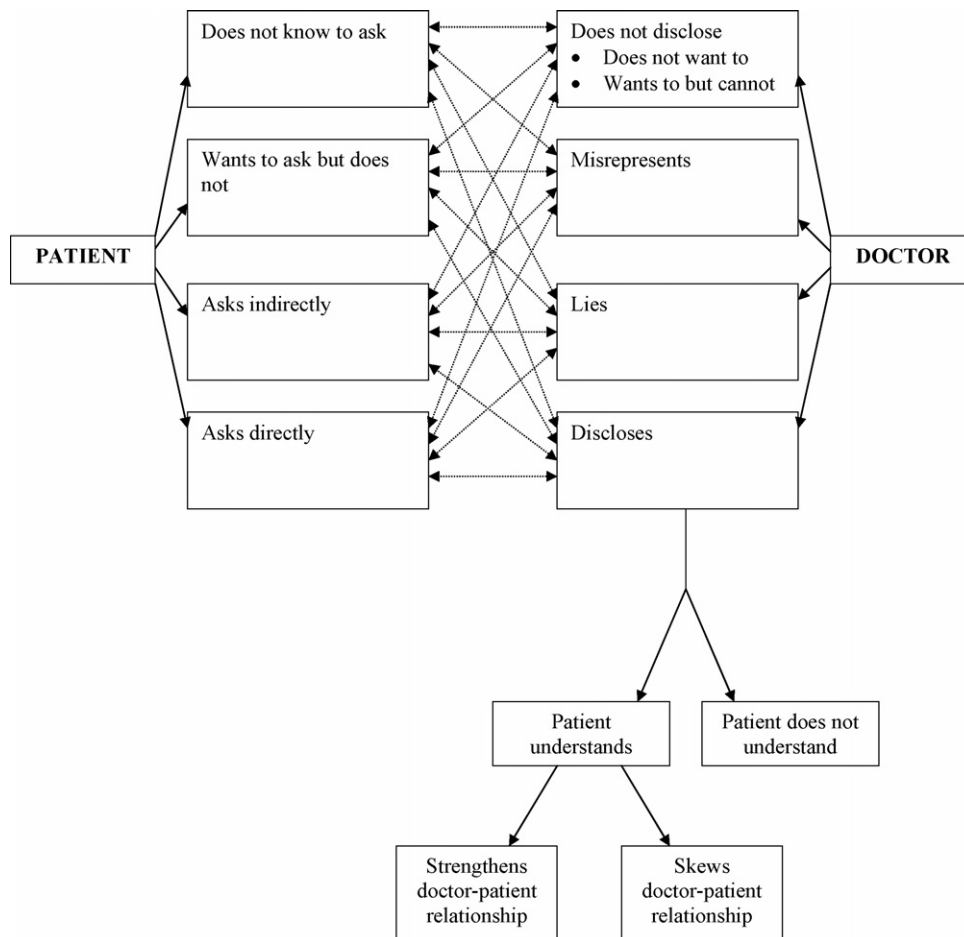 Does not know to ask
Does not disclose
• Does not want to
• Wants to but cannot
Wants to ask but does
not
Misrepresents
PATIENT
DOCTOR
Asks indirectly
Lies
Asks directly
Discloses
Patient
understands
Patient does not
understand
Strengthens
doctor-patient
relationship
Skews
doctor-patient
relationship